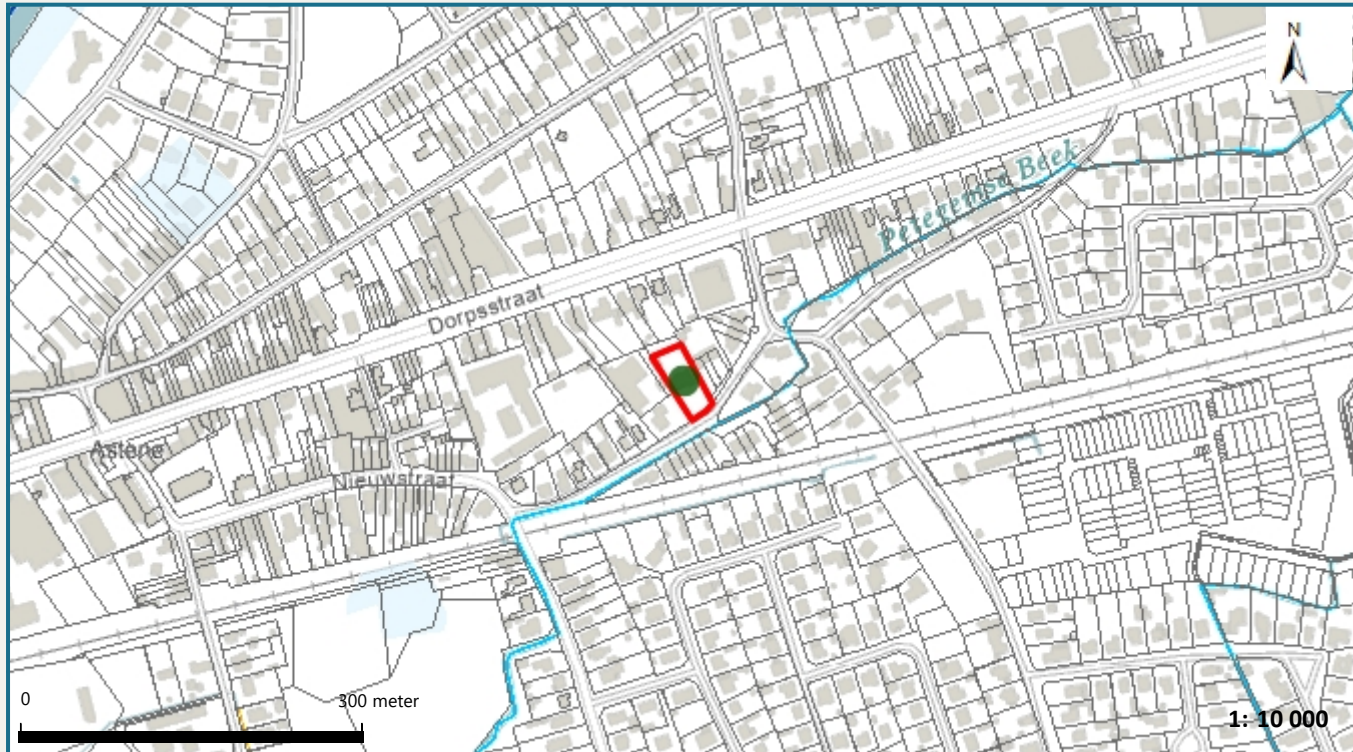 N
Petegemse Beek
Dorpsstraat
Astene
Nieuwstraat
0 300 meter
1: 10 000